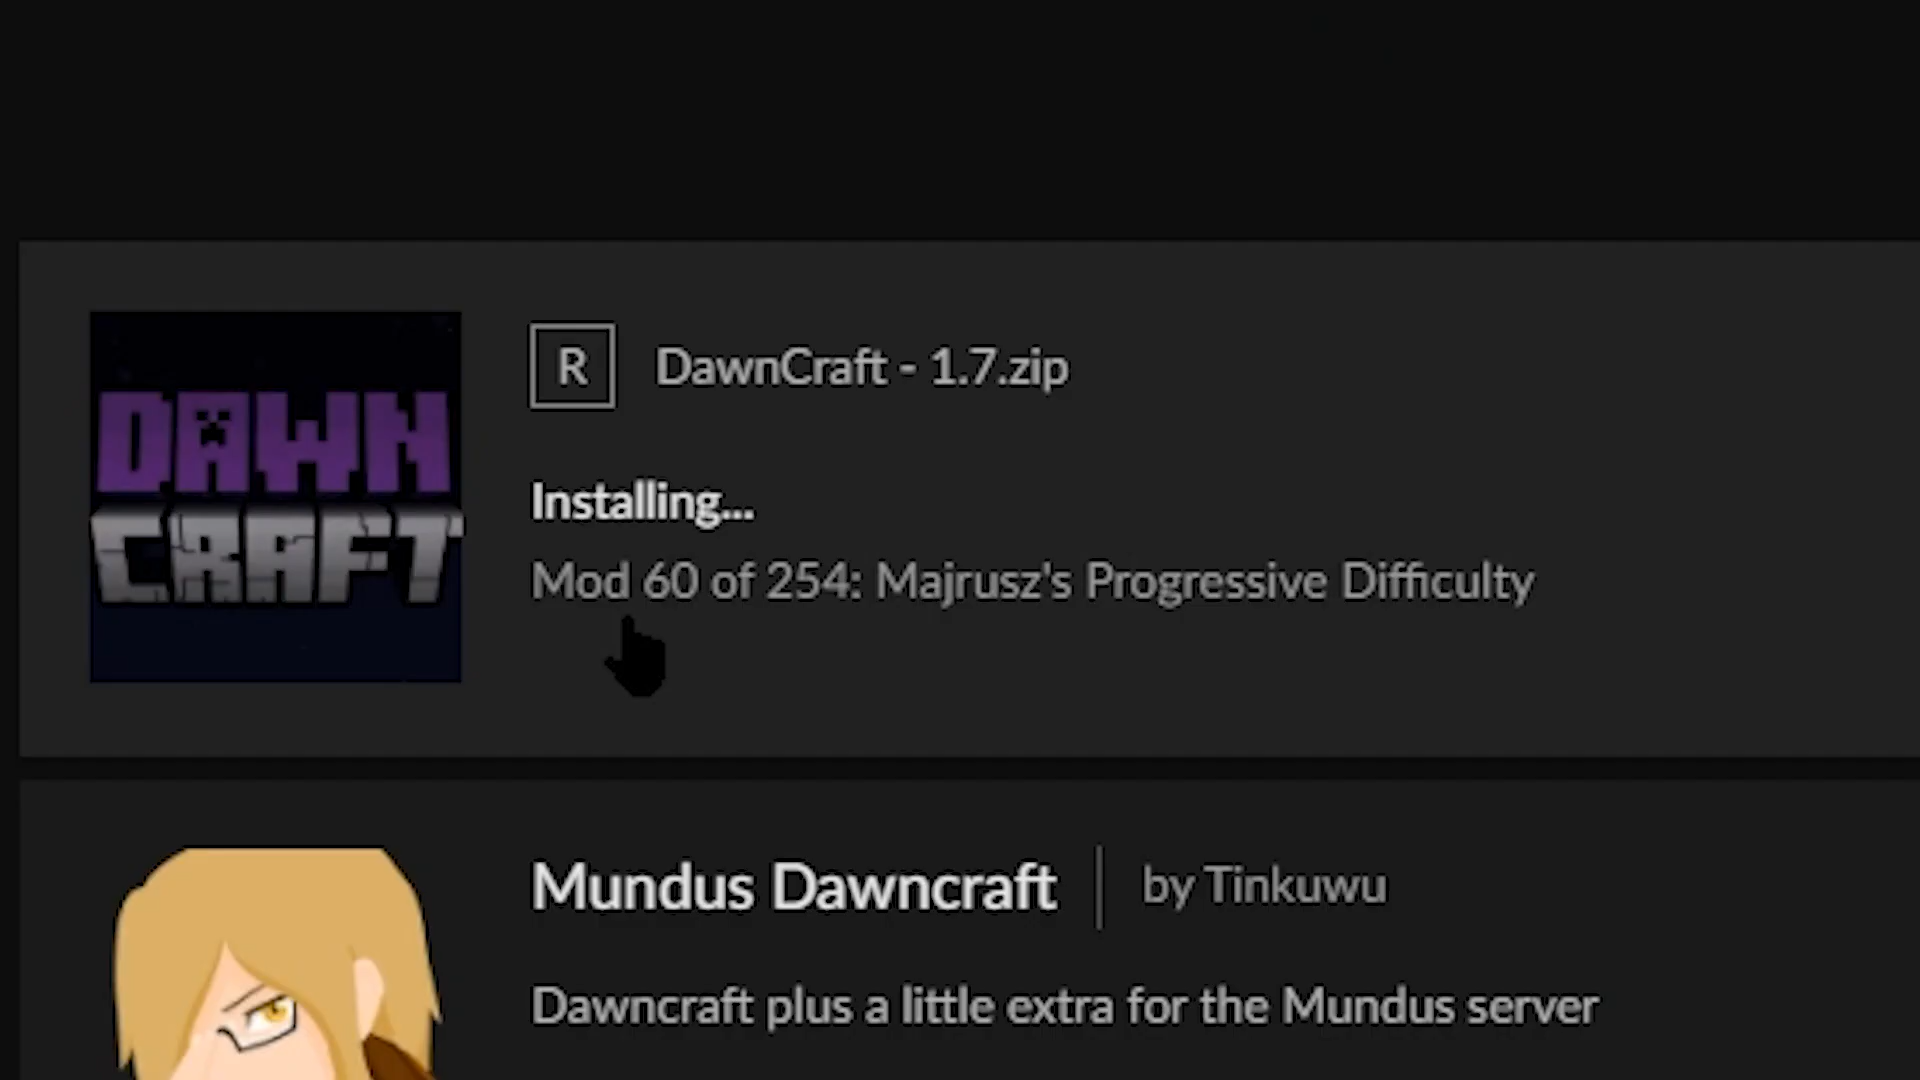 DAWN
CRAFT
R DawnCraft - 1.7.zip
Installing...
Mod 60 of 254: Majrusz's Progressive Difficulty
Mundus Dawncraft | by Tinkuwu
Dawncraft plus a little extra for the Mundus server